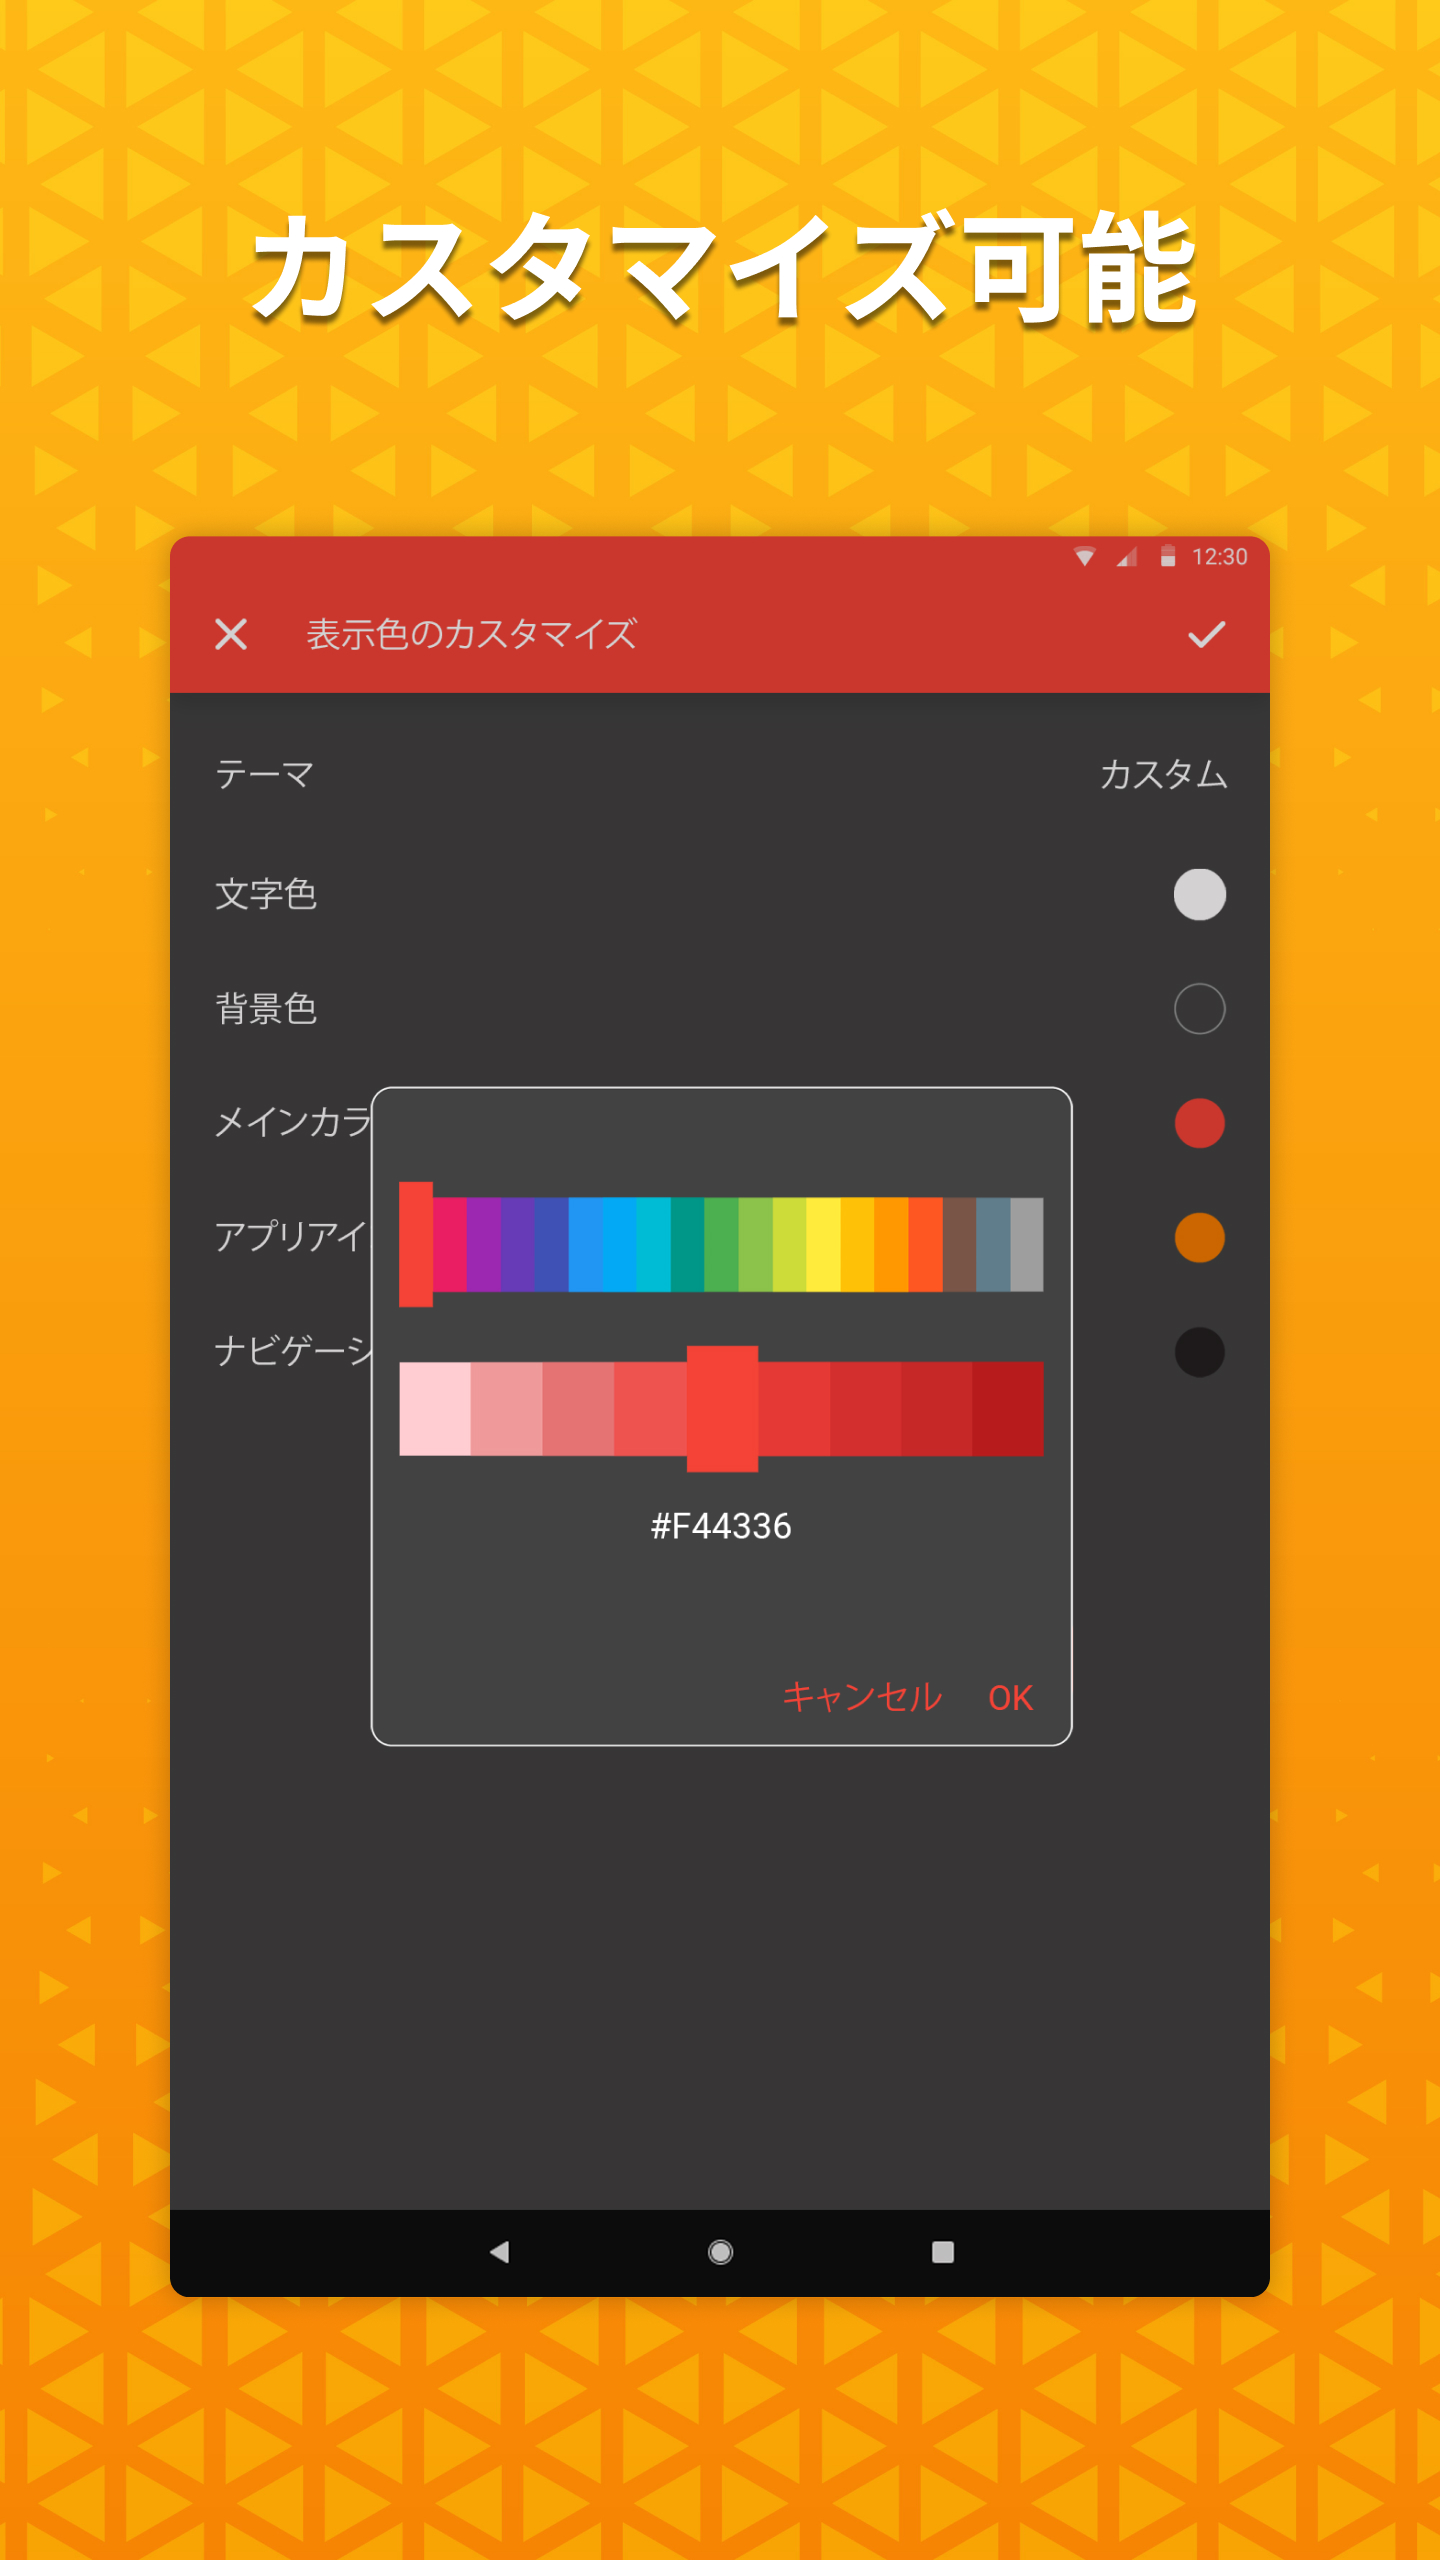 カスタマイズ可能
12:30
表示色のカスタマイズ
テーマ
カスタム
文字色
背景色
メインカラ
アプリアイ
ナビゲーシ
#F44336
キャンセル OK